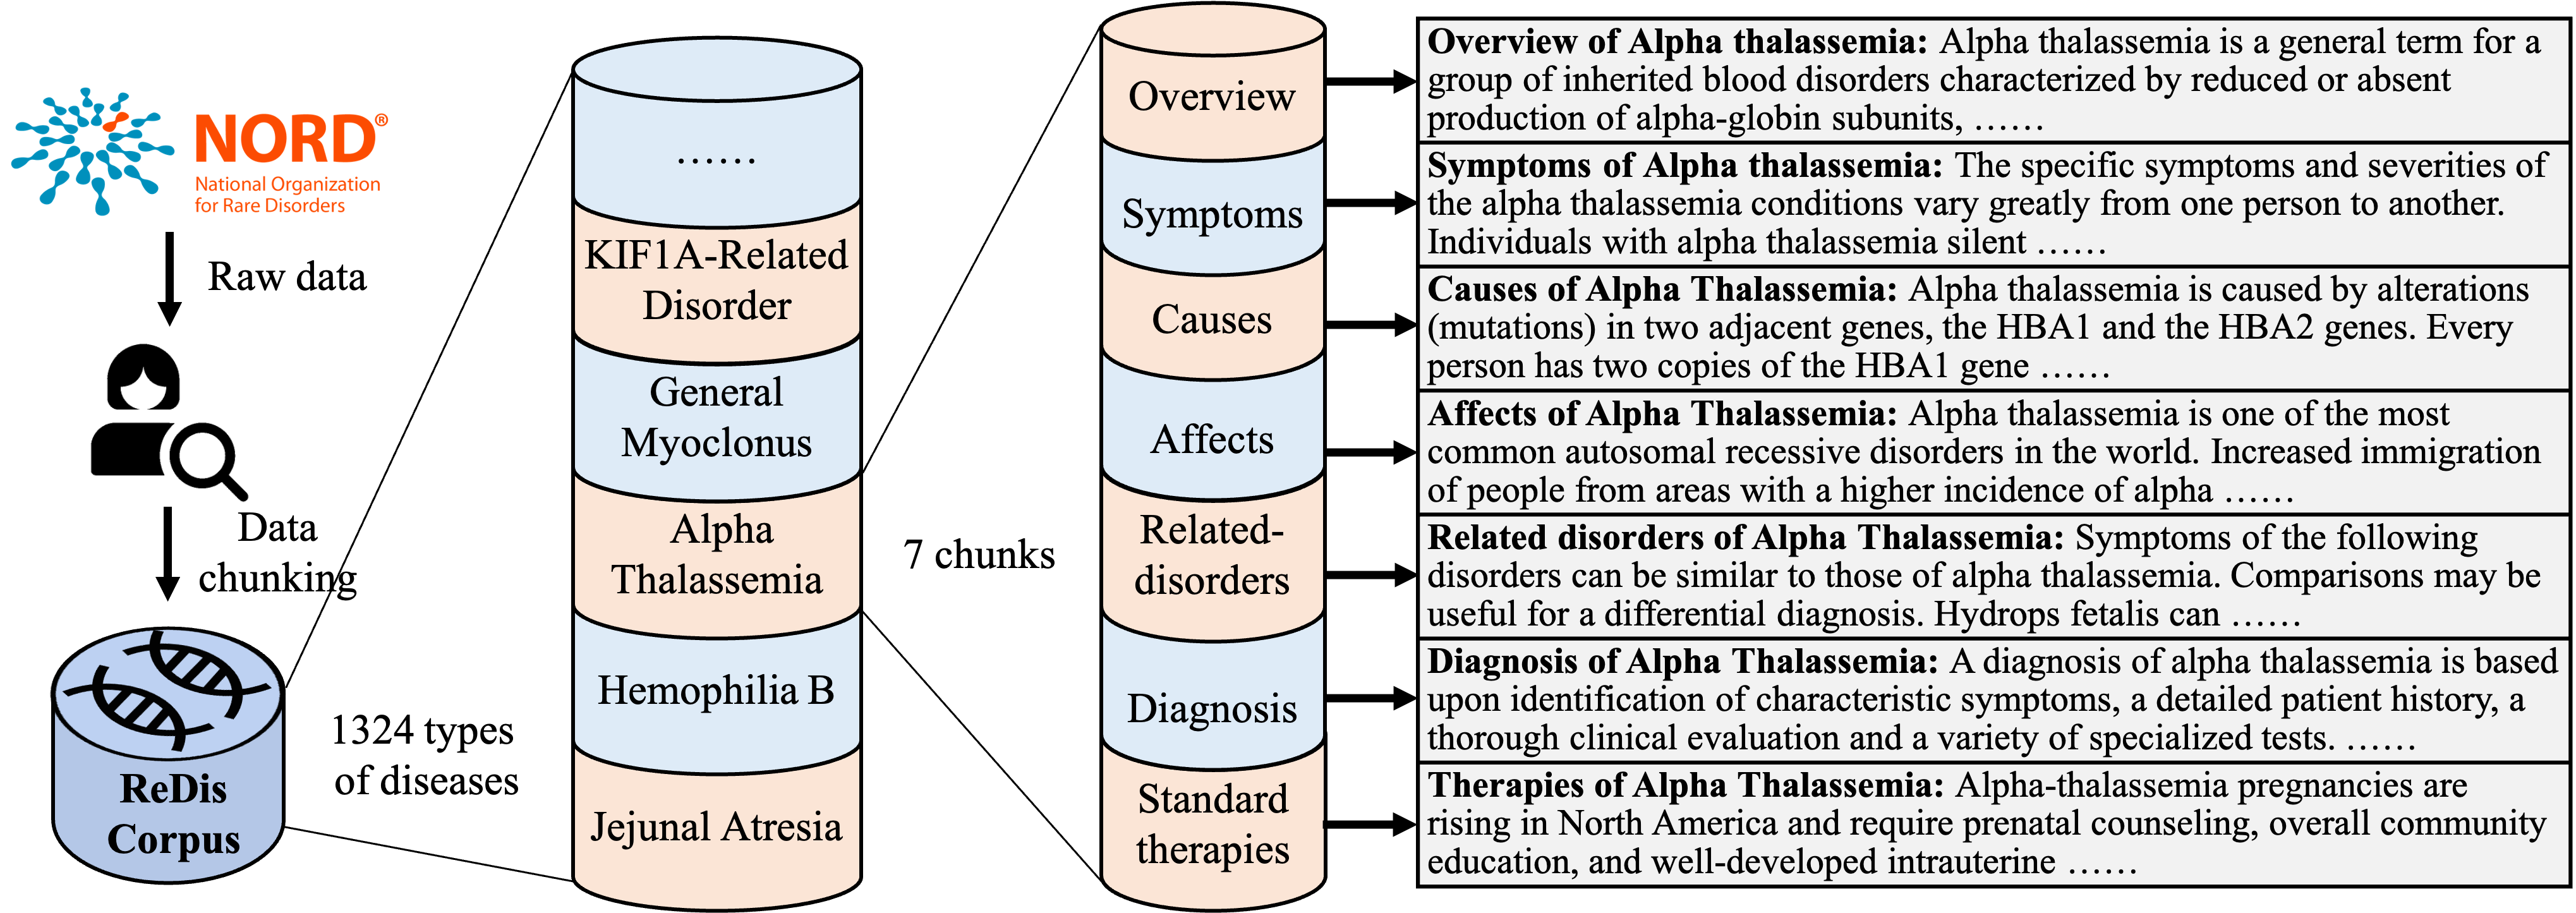 NORD®
National Organization
for Rare Disorders
Raw data
Data
chunking
ReDis
Corpus
1324 types
of diseases
......
KIF1A-Related
Disorder
General
Myoclonus
Alpha
Thalassemia
Hemophilia B
Jejunal Atresia
7 chunks
Overview
Symptoms
Causes
Affects
Related-
disorders
Diagnosis
Standard
therapies
Overview of Alpha thalassemia: Alpha thalassemia is a general term for a
group of inherited blood disorders characterized by reduced or absent
production of alpha-globin subunits, ……
Symptoms of Alpha thalassemia: The specific symptoms and severities of
the alpha thalassemia conditions vary greatly from one person to another.
Individuals with alpha thalassemia silent ……
Causes of Alpha Thalassemia: Alpha thalassemia is caused by alterations
(mutations) in two adjacent genes, the HBA1 and the HBA2 genes. Every
person has two copies of the HBA1 gene ……
Affects of Alpha Thalassemia: Alpha thalassemia is one of the most
common autosomal recessive disorders in the world. Increased immigration
of people from areas with a higher incidence of alpha ……
Related disorders of Alpha Thalassemia: Symptoms of the following
disorders can be similar to those of alpha thalassemia. Comparisons may be
useful for a differential diagnosis. Hydrops fetalis can ……
Diagnosis of Alpha Thalassemia: A diagnosis of alpha thalassemia is based
upon identification of characteristic symptoms, a detailed patient history, a
thorough clinical evaluation and a variety of specialized tests. ……
Therapies of Alpha Thalassemia: Alpha-thalassemia pregnancies are
rising in North America and require prenatal counseling, overall community
education, and well-developed intrauterine ……